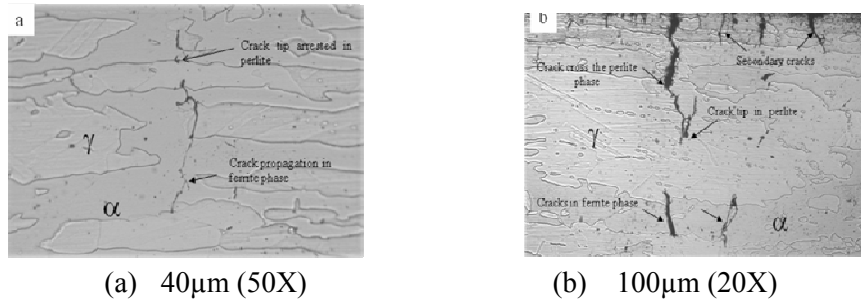 a
Crack tip arrested in
perlite
γ
Crack propagation in
ferrite phase
α
(a) 40μm (50X)
b
Secondary cracks
Crack cross the perlite
phase
Crack tip in perlite
γ
Cracks in ferrite phase
α
(b) 100μm (20X)